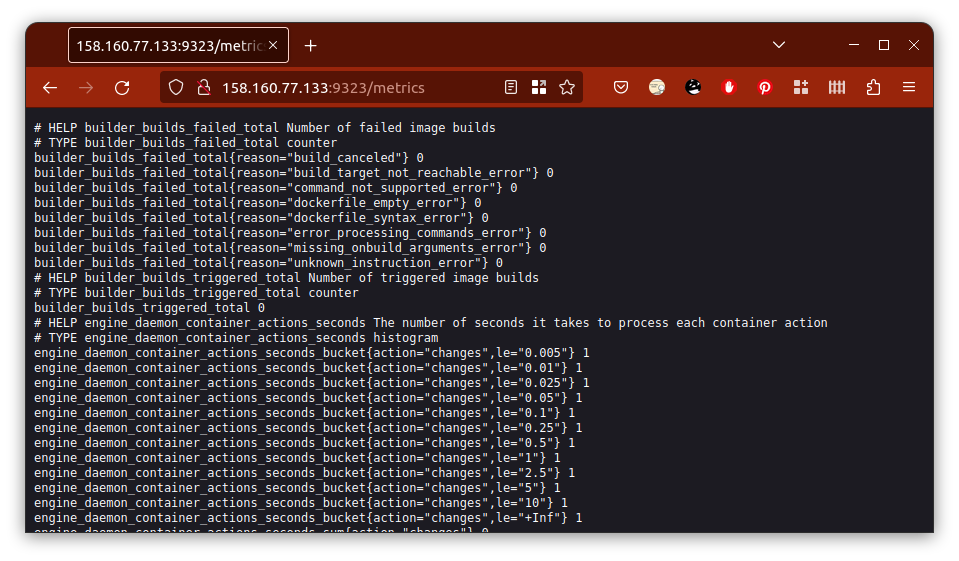 158.160.77.133:9323/metric
158.160.77.133:9323/metrics
# HELP builder_builds_failed_total Number of failed image builds
# TYPE builder_builds_failed_total counter
builder_builds_failed_total{reason="build_canceled"} 0
builder_builds_failed_total{reason="build_target_not_reachable_error"} 0
builder_builds_failed_total{reason="command_not_supported_error"} 0
builder_builds_failed_total{reason="dockerfile_empty_error"} 0
builder_builds_failed_total{reason="dockerfile_syntax_error"} 0
builder_builds_failed_total{reason="error_processing_commands_error"} 0
builder_builds_failed_total{reason="missing_onbuild_arguments_error"} 0
builder_builds_failed_total{reason="unknown_instruction_error"} 0
# HELP builder_builds_triggered_total Number of triggered image builds
# TYPE builder_builds_triggered_total counter
builder_builds_triggered_total 0
# HELP engine_daemon_container_actions_seconds The number of seconds it takes to process each container action
# TYPE engine_daemon_container_actions_seconds histogram
engine_daemon_container_actions_seconds_bucket{action="changes",le="0.005"} 1
engine_daemon_container_actions_seconds_bucket{action="changes",le="0.01"} 1
engine_daemon_container_actions_seconds_bucket{action="changes",le="0.025"} 1
engine_daemon_container_actions_seconds_bucket{action="changes",le="0.05"} 1
engine_daemon_container_actions_seconds_bucket{action="changes",le="0.1"} 1
engine_daemon_container_actions_seconds_bucket{action="changes",le="0.25"} 1
engine_daemon_container_actions_seconds_bucket{action="changes",le="0.5"} 1
engine_daemon_container_actions_seconds_bucket{action="changes",le="1"} 1
engine_daemon_container_actions_seconds_bucket{action="changes",le="2.5"} 1
engine_daemon_container_actions_seconds_bucket{action="changes",le="5"} 1
engine_daemon_container_actions_seconds_bucket{action="changes",le="10"} 1
engine_daemon_container_actions_seconds_bucket{action="changes",le="+Inf"} 1
engine_daemon_container_actions_seconds_sum{action="changes"} 0